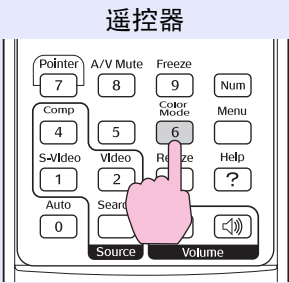 遥控器
Pointer A/V Mute Freeze
7 8 9 Num
Comp Color Mode Menu
4 5 6
S-Video Video Help
1 2 ?
Auto
0
Source Volume